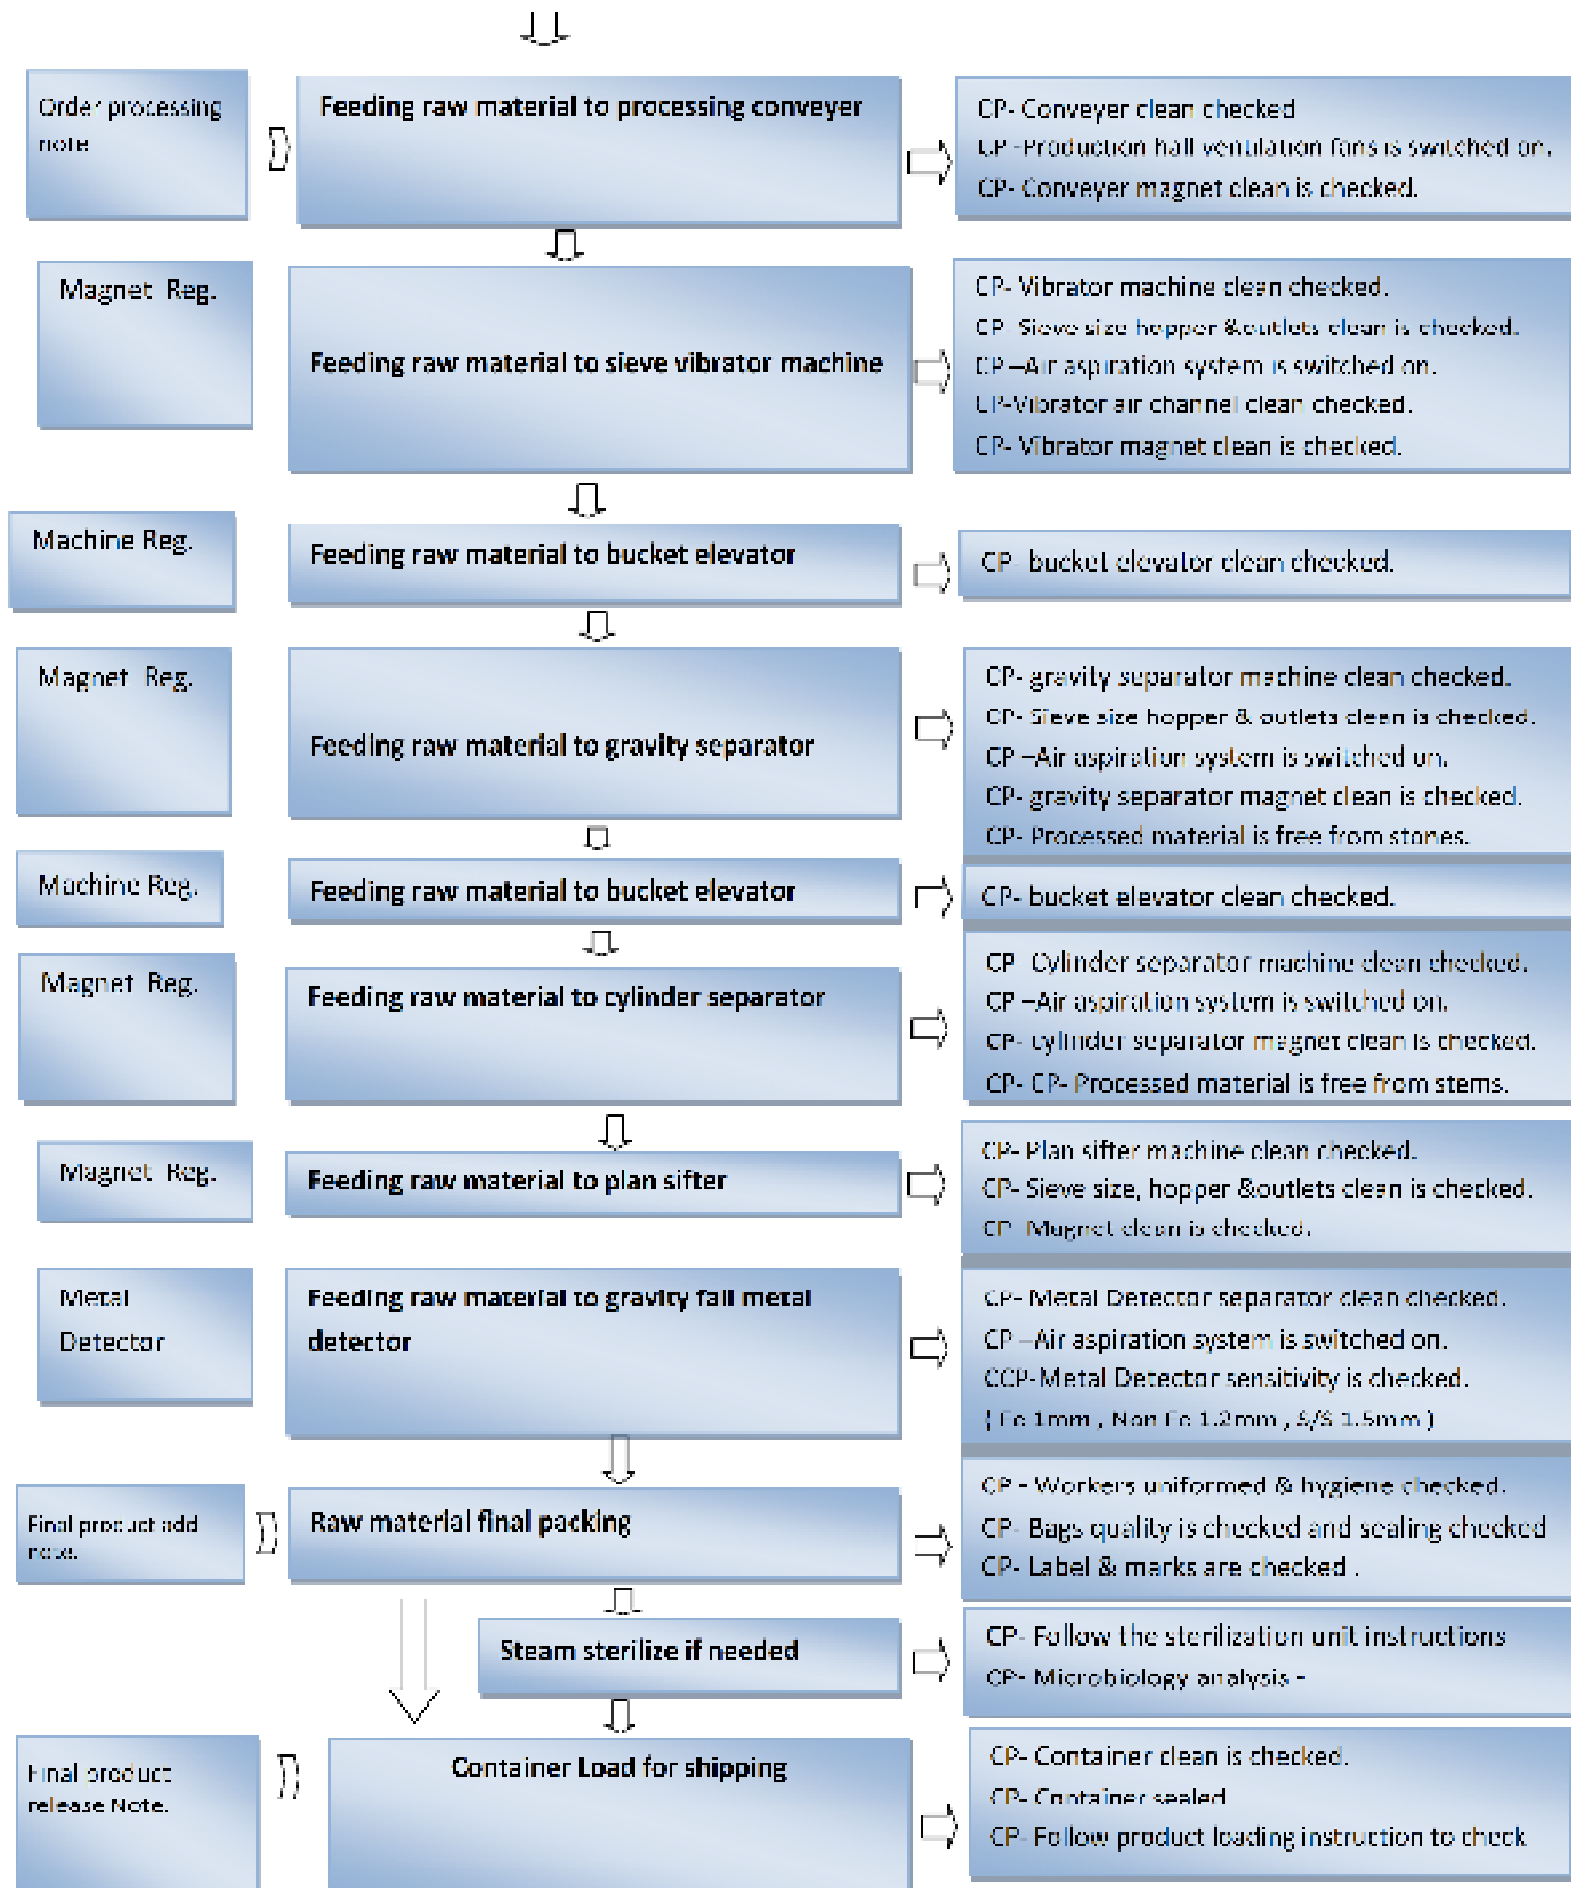 Order processing
note
Feeding raw material to processing conveyer
CP- Conveyer clean checked
CP -Production hall ventilation fans is switched on.
CP- Conveyer magnet clean is checked.
Magnet Reg.
Feeding raw material to sieve vibrator machine
CP- Vibrator machine clean checked.
CP- Sieve size hopper &outlets clean is checked.
CP –Air aspiration system is switched on.
CP-Vibrator air channel clean checked.
CP- Vibrator magnet clean is checked.
Machine Reg.
Feeding raw material to bucket elevator
CP- bucket elevator clean checked.
Magnet Reg.
Feeding raw material to gravity separator
CP- gravity separator machine clean checked.
CP- Sieve size hopper & outlets clean is checked.
CP –Air aspiration system is switched on.
CP- gravity separator magnet clean is checked.
CP- Processed material is free from stones.
Machine Reg.
Feeding raw material to bucket elevator
CP- bucket elevator clean checked.
Magnet Reg.
Feeding raw material to cylinder separator
CP- Cylinder separator machine clean checked.
CP –Air aspiration system is switched on.
CP- cylinder separator magnet clean is checked.
CP- CP- Processed material is free from stems.
Magnet Reg.
Feeding raw material to plan sifter
CP- Plan sifter machine clean checked.
CP- Sieve size, hopper &outlets clean is checked.
CP- Magnet clean is checked.
Metal
Detector
Feeding raw material to gravity fall metal
detector
CP- Metal Detector separator clean checked.
CP –Air aspiration system is switched on.
CCP-Metal Detector sensitivity is checked.
( Fe 1mm , Non Fe 1.2mm , S/S 1.5mm )
Final product add
note.
Raw material final packing
CP - Workers uniformed & hygiene checked.
CP- Bags quality is checked and sealing checked
CP- Label & marks are checked .
Steam sterilize if needed
CP- Follow the sterilization unit instructions
CP- Microbiology analysis -
Final product
release Note.
Container Load for shipping
CP- Container clean is checked.
CP- Container sealed
CP- Follow product loading instruction to check